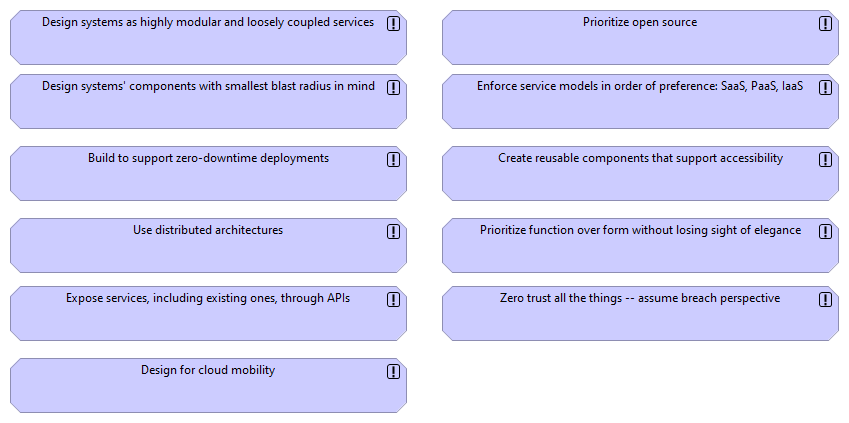 Design systems as highly modular and loosely coupled services
Design systems' components with smallest blast radius in mind
Build to support zero-downtime deployments
Use distributed architectures
Expose services, including existing ones, through APIs
Design for cloud mobility
Prioritize open source
Enforce service models in order of preference: SaaS, PaaS, IaaS
Create reusable components that support accessibility
Prioritize function over form without losing sight of elegance
Zero trust all the things -- assume breach perspective